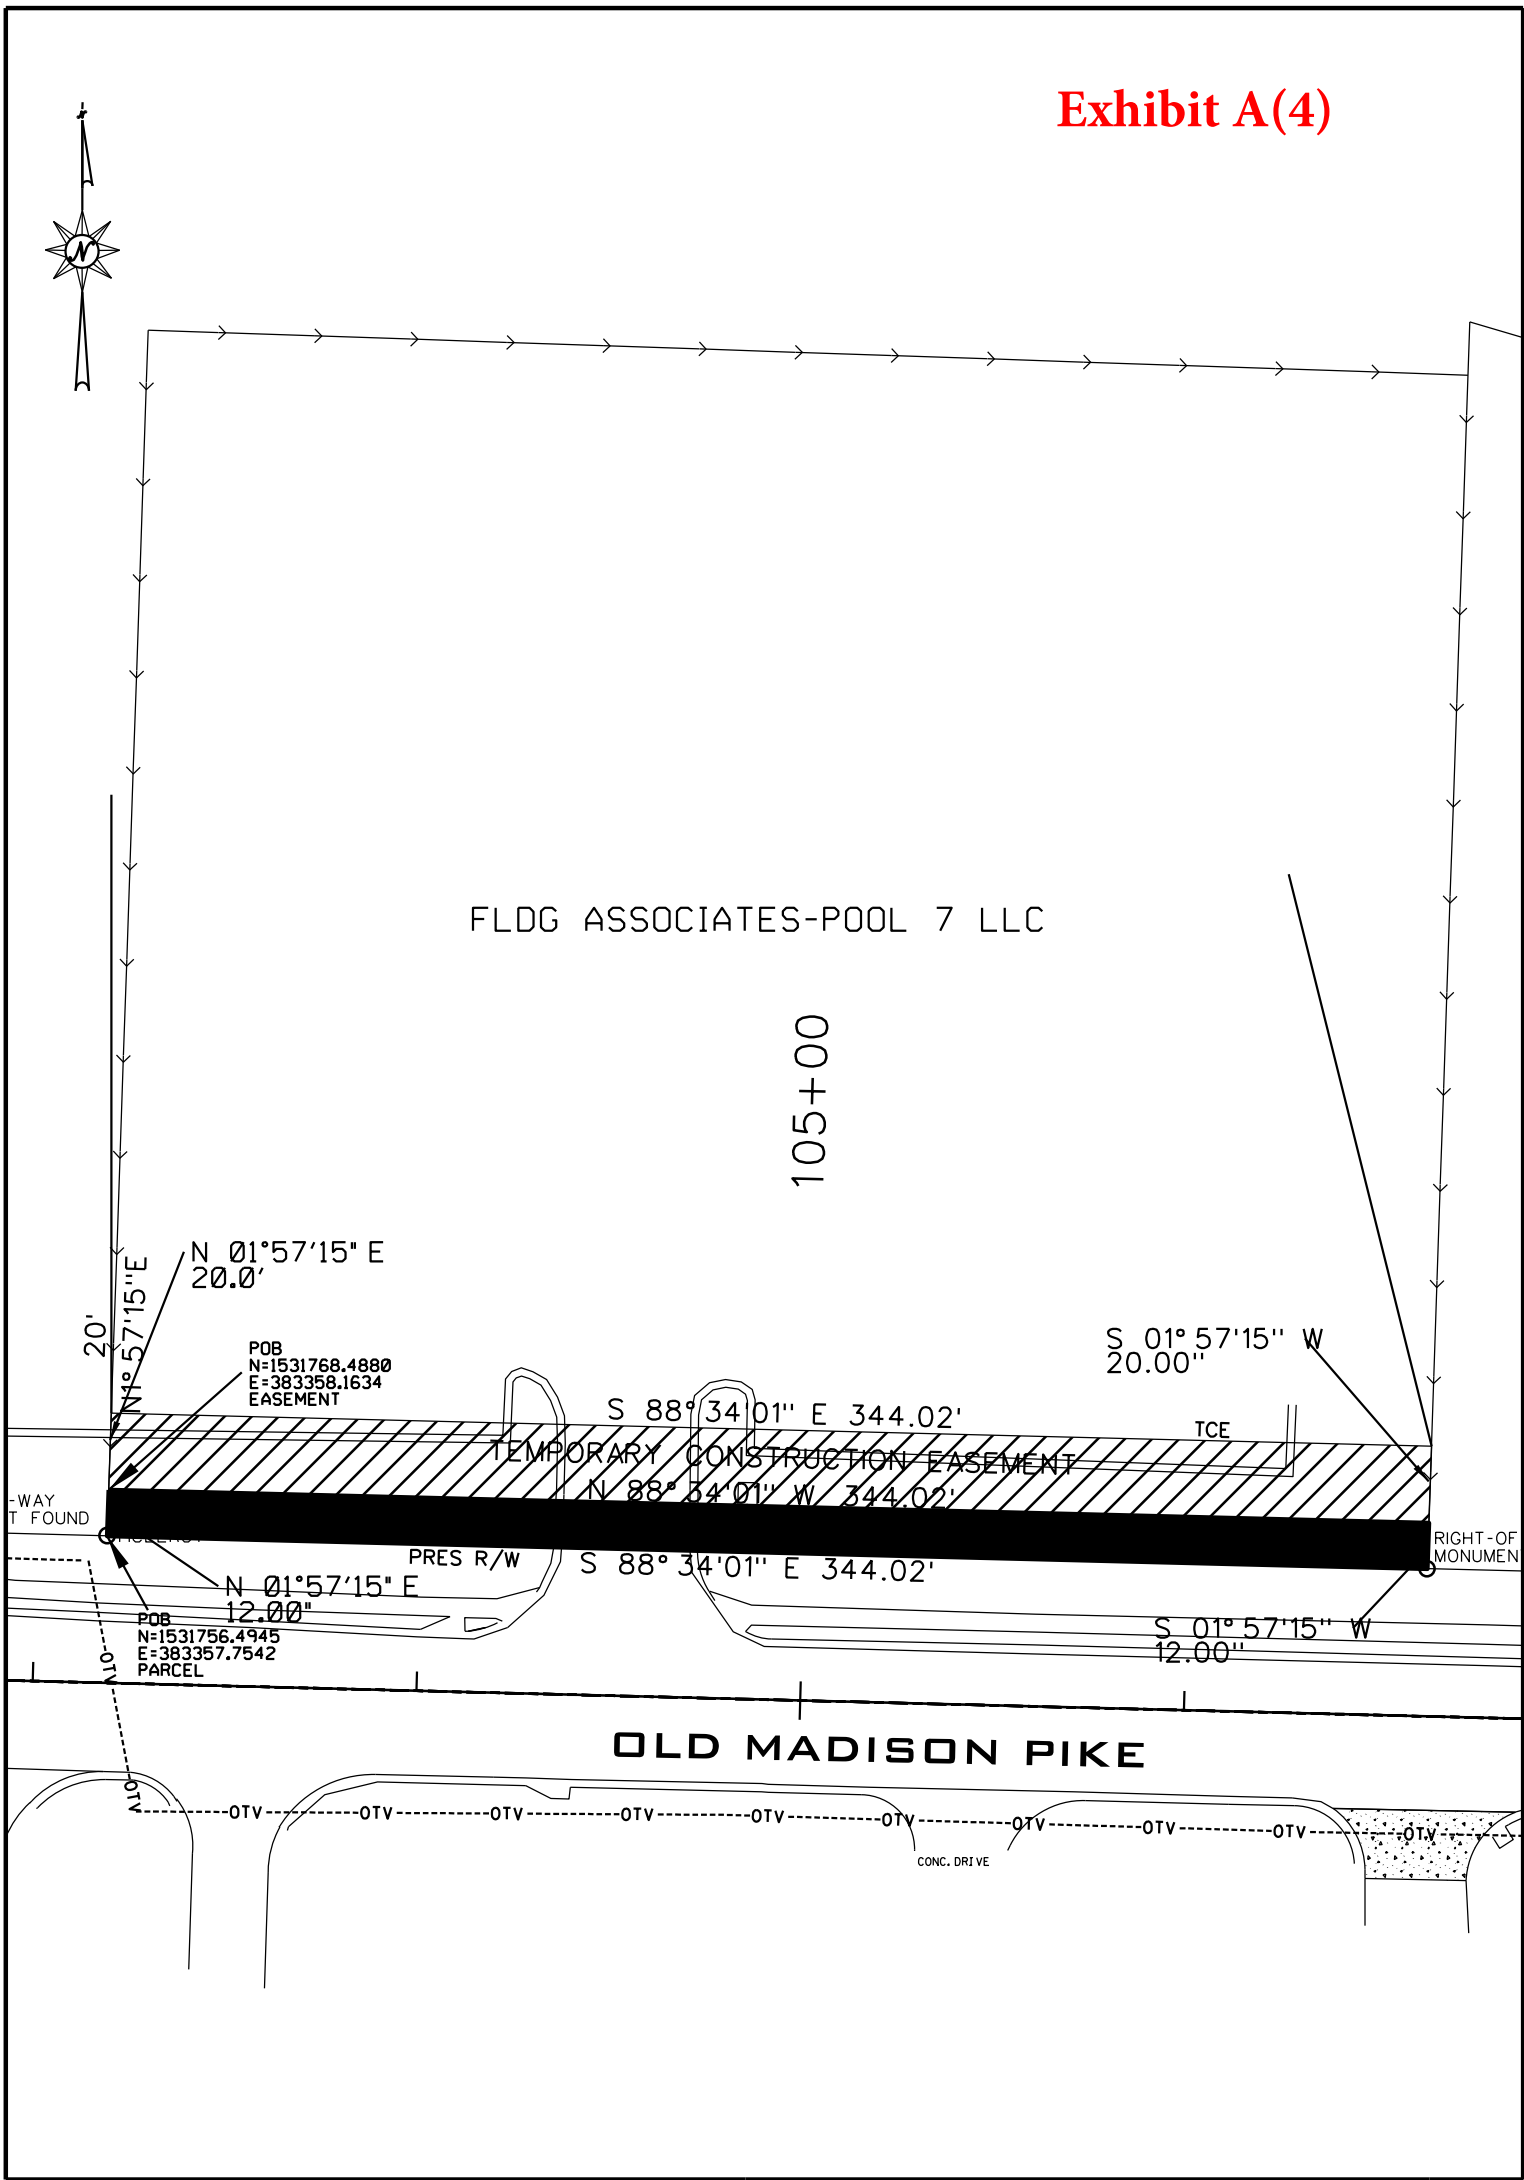 Exhibit A(4)
N
FLDG ASSOCIATES-POOL 7 LLC
105+00
N 01°57'15" E
20.0'
20'
N1°57'15"E
POB
N=1531768.4880
E=383358.1634
EASEMENT
S 01°57'15'' W
20.00''
S 88°34'01'' E 344.02'
TCE
TEMPORARY CONSTRUCTION EASEMENT
N 88°34'01'' W 344.02'
-WAY
T FOUND
RIGHT-OF
MONUMEN
PRES R/W
S 88°34'01'' E 344.02'
N 01°57'15" E
12.00"
POB
N=1531756.4945
E=383357.7542
PARCEL
S 01°57'15'' W
12.00''
OTV
OLD MADISON PIKE
OTV
OTV OTV OTV OTV OTV OTV OTV OTV OTV OTV
CONC. DRIVE